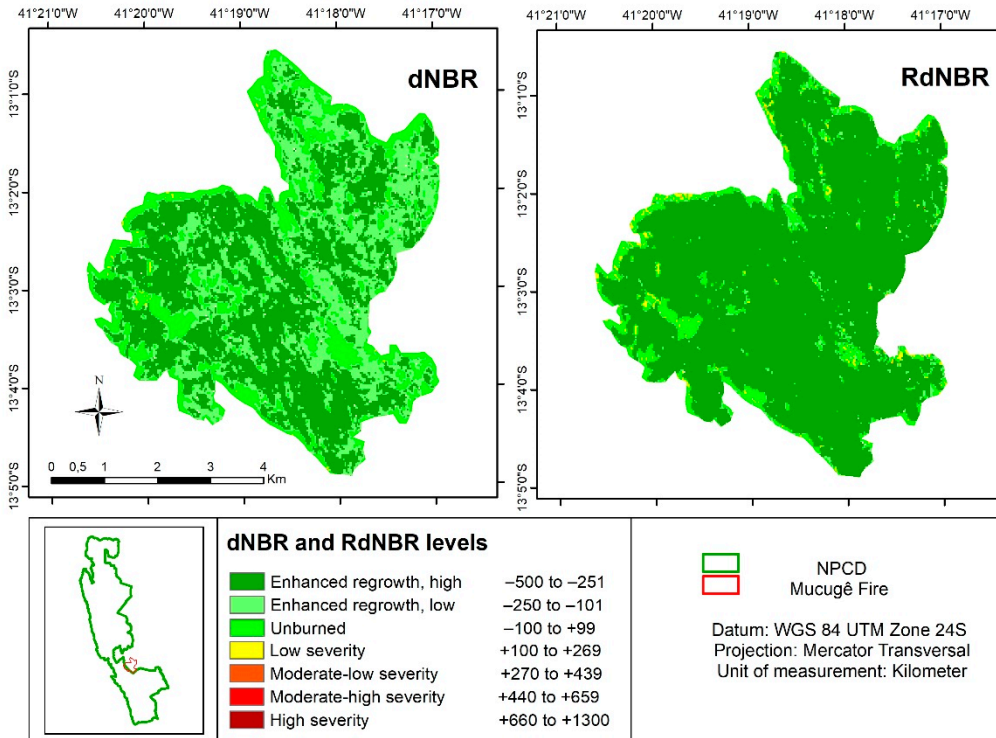 41°21'0"W 41°20'0"W 41°19'0"W 41°18'0"W 41°17'0"W
41°21'0"W 41°20'0"W 41°19'0"W 41°18'0"W 41°17'0"W
dNBR
RdNBR
13°1'0"S
13°20'0"S
13°30'0"S
13°40'0"S
13°5'0"S
13°1'0"S
13°20'0"S
13°3'0"S
13°40'0"S
13°5'0"S
N
0 0,5 1 2 3 4
Km
dNBR and RdNBR levels
Enhanced regrowth, high –500 to –251
Enhanced regrowth, low –250 to –101
Unburned –100 to +99
Low severity +100 to +269
Moderate-low severity +270 to +439
Moderate-high severity +440 to +659
High severity +660 to +1300
NPCD
Mucugê Fire
Datum: WGS 84 UTM Zone 24S
Projection: Mercator Transversal
Unit of measurement: Kilometer